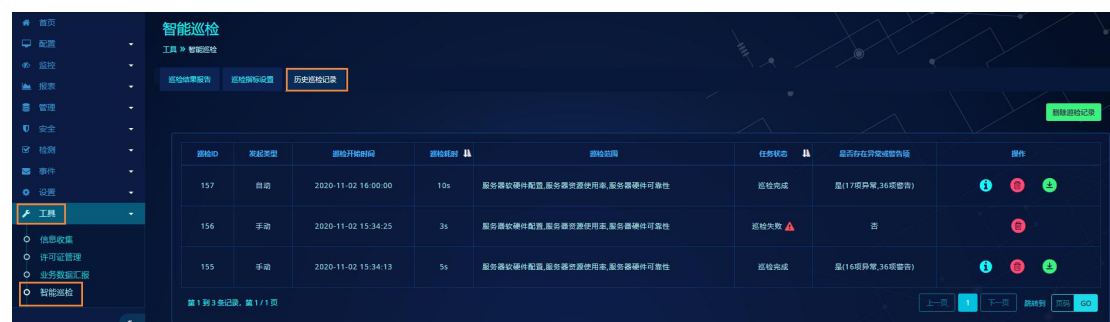 首页
配置
监控
报表
管理
安全
检测
事件
设置
工具
信息收集
许可证管理
业务数据汇报
智能巡检
智能巡检
工具 » 智能巡检
巡检结果报告 巡检指标设置 历史巡检记录
删除巡检记录
巡检ID 发起类型 巡检开始时间 巡检耗时 巡检范围 任务状态 是否存在异常或警告项 操作
157 自动 2020-11-02 16:00:00 10s 服务器软硬件配置,服务器资源使用率,服务器硬件可靠性 巡检完成 是(17项异常,36项警告)
156 手动 2020-11-02 15:34:25 3s 服务器软硬件配置,服务器资源使用率,服务器硬件可靠性 巡检失败 否
155 手动 2020-11-02 15:34:13 5s 服务器软硬件配置,服务器资源使用率,服务器硬件可靠性 巡检完成 是(16项异常,36项警告)
第 1 到 3 条记录, 第 1 / 1 页 上一页 1 下一页 跳转到 页码 GO